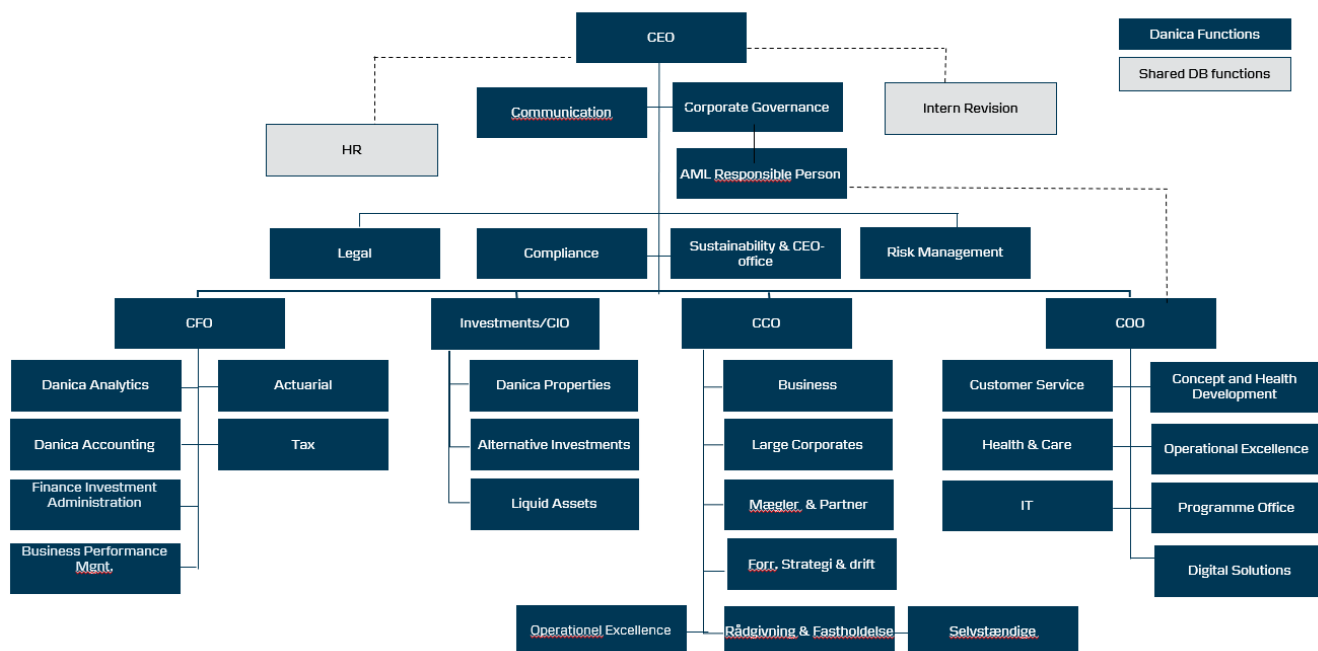 CEO
Danica Functions
Shared DB functions
Communication
Corporate Governance
Intern Revision
HR
AML Responsible Person
Legal
Compliance
Sustainability & CEO-
office
Risk Management
CFO
Investments/CIO
CCO
COO
Danica Analytics
Actuarial
Danica Accounting
Tax
Finance Investment
Administration
Business Performance
Mgnt.
Danica Properties
Alternative Investments
Liquid Assets
Business
Large Corporates
Mægler & Partner
Forr. Strategi & drift
Operationel Excellence
Rådgivning & Fastholdelse
Selvstændige
Customer Service
Concept and Health
Development
Health & Care
Operational Excellence
IT
Programme Office
Digital Solutions